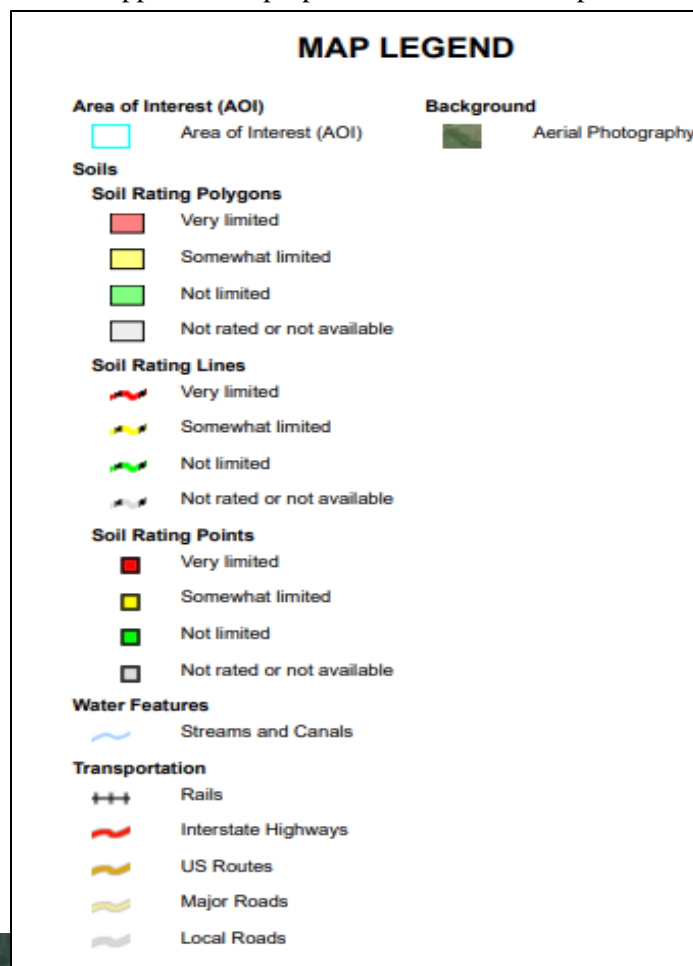 MAP LEGEND
Area of Interest (AOI)
Area of Interest (AOI)
Background
Aerial Photography
Soils
Soil Rating Polygons
Very limited
Somewhat limited
Not limited
Not rated or not available
Soil Rating Lines
Very limited
Somewhat limited
Not limited
Not rated or not available
Soil Rating Points
Very limited
Somewhat limited
Not limited
Not rated or not available
Water Features
Streams and Canals
Transportation
Rails
Interstate Highways
US Routes
Major Roads
Local Roads